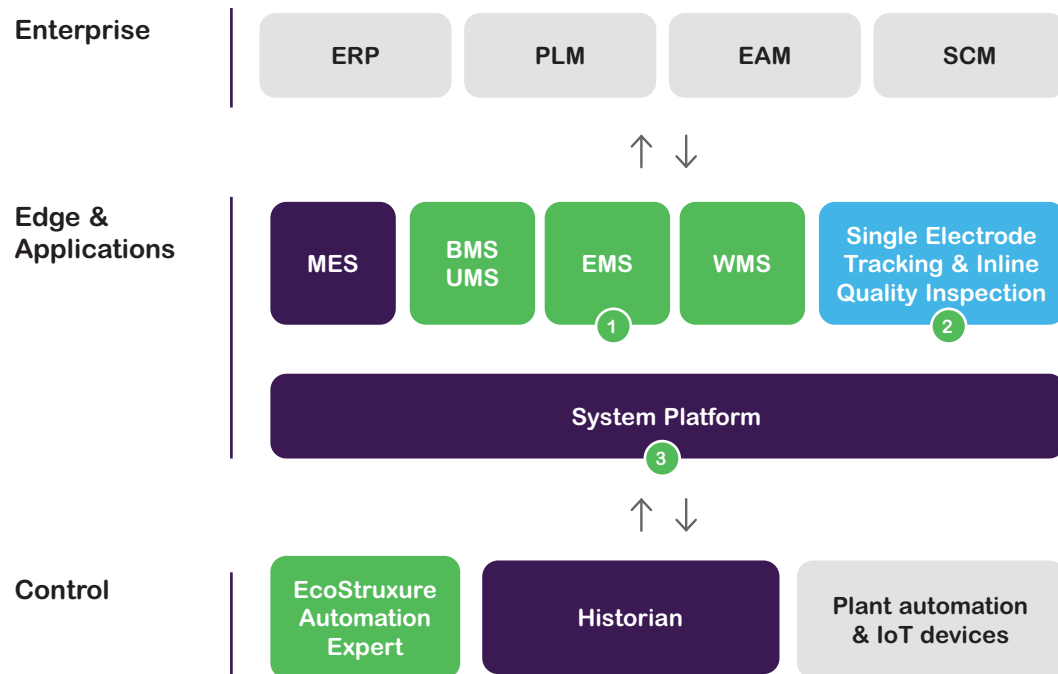 Enterprise
ERP
PLM
EAM
SCM
Edge &
Applications
MES
BMS
UMS
EMS
1
WMS
Single Electrode
Tracking & Inline
Quality Inspection
2
System Platform
3
Control
EcoStruxure
Automation
Expert
Historian
Plant automation
& IoT devices